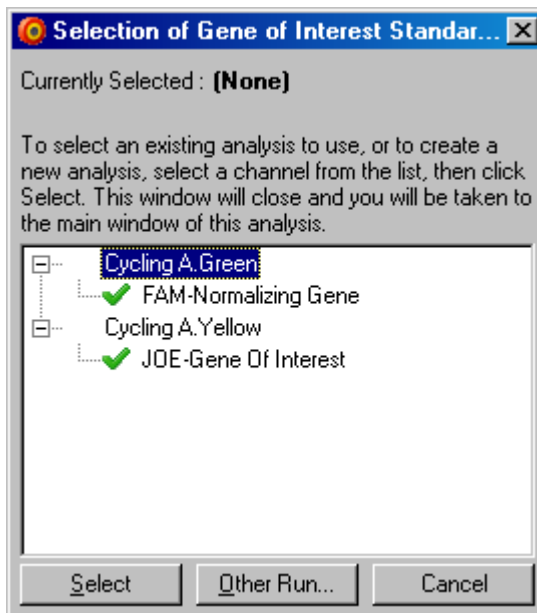 Selection of Gene of Interest Standar...
Currently Selected : (None)
To select an existing analysis to use, or to create a
new analysis, select a channel from the list, then click
Select. This window will close and you will be taken to
the main window of this analysis.
Cycling A.Green
FAM-Normalizing Gene
Cycling A.Yellow
JOE-Gene Of Interest
Select Other Run... Cancel